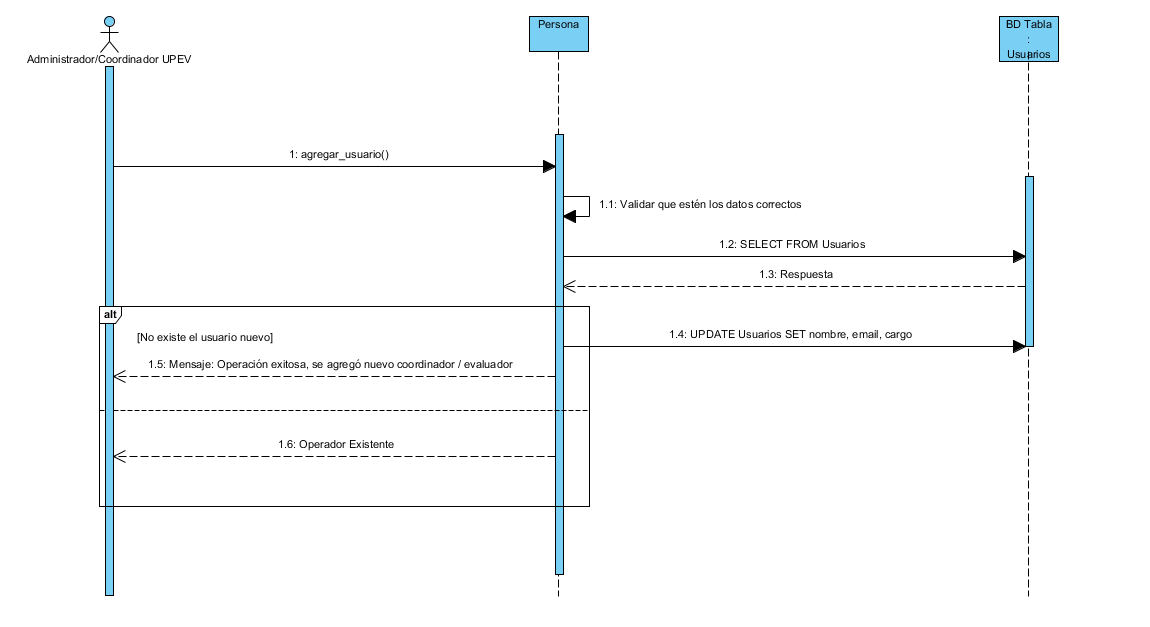 Administrador/Coordinador UPEV
Persona
BD Tabla
:
Usuarios
1: agregar_usuario()
1.1: Validar que estén los datos correctos
1.2: SELECT FROM Usuarios
1.3: Respuesta
alt
[No existe el usuario nuevo]
1.4: UPDATE Usuarios SET nombre, email, cargo
1.5: Mensaje: Operación exitosa, se agregó nuevo coordinador / evaluador
1.6: Operador Existente